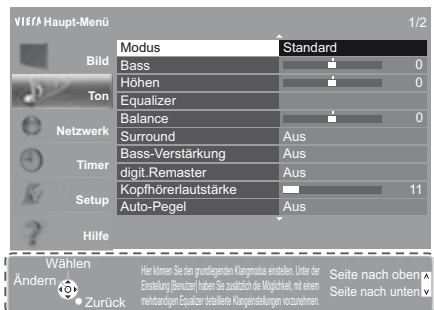 VIErA Haupt-Menü 1/2
Bild
Ton
Netzwerk
Timer
Setup
Hilfe
Modus Standard
Bass 0
Höhen 0
Equalizer
Balance 0
Surround Aus
Bass-Verstärkung Aus
digit.Remaster Aus
Kopfhörerlautstärke 11
Auto-Pegel Aus
Wählen
Ändern
Zurück
Hier können Sie den grundlegenden Klangmodus einstellen. Unter der
Einstellung [Benutzer] haben Sie zusätzlich die Möglichkeit, mit einem
mehrbandigen Equalizer detaillierte Klangeinstellungen vorzunehmen.
Seite nach oben
Seite nach unten